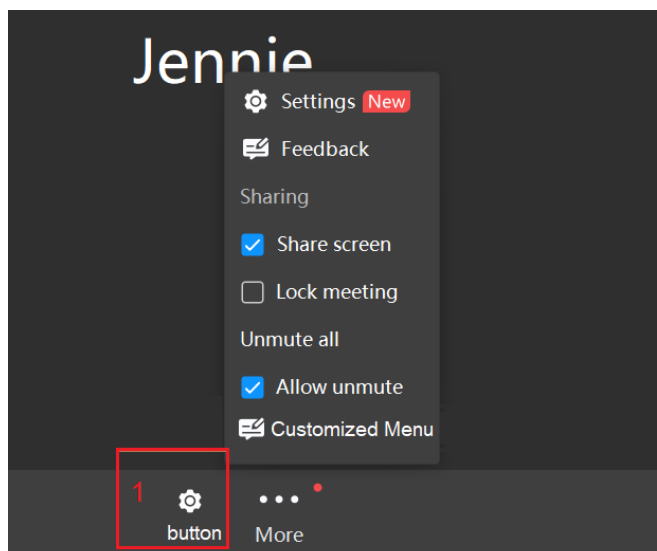 Jennie
Settings New
Feedback
Sharing
Share screen
Lock meeting
Unmute all
Allow unmute
Customized Menu
1
button
More